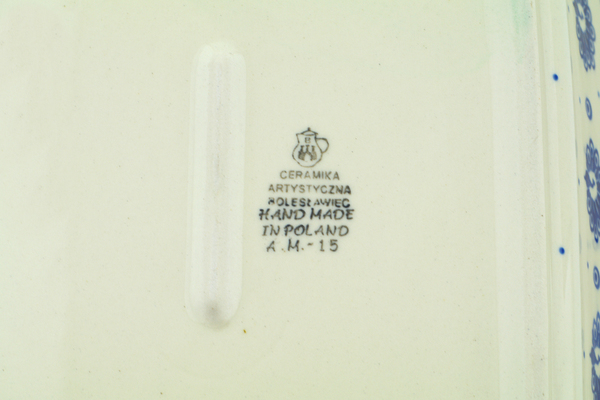 CERAMIKA
ARTYSTYCZNA
BOLESŁAWIEC
HAND MADE
IN POLAND
A.M.-15